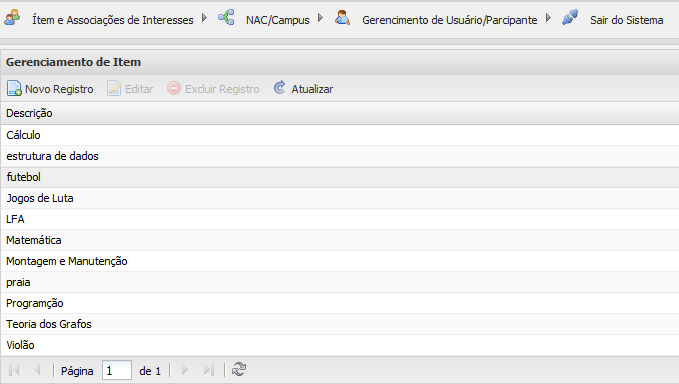 Ítem e Associações de Interesses NAC/Campus Gerencimento de Usuário/Parcipante Sair do Sistema
Gerenciamento de Item
Novo Registro Editar Excluir Registro Atualizar
Descrição
Cálculo
estrutura de dados
futebol
Jogos de Luta
LFA
Matemática
Montagem e Manutenção
praia
Programção
Teoria dos Grafos
Violão
Página 1 de 1